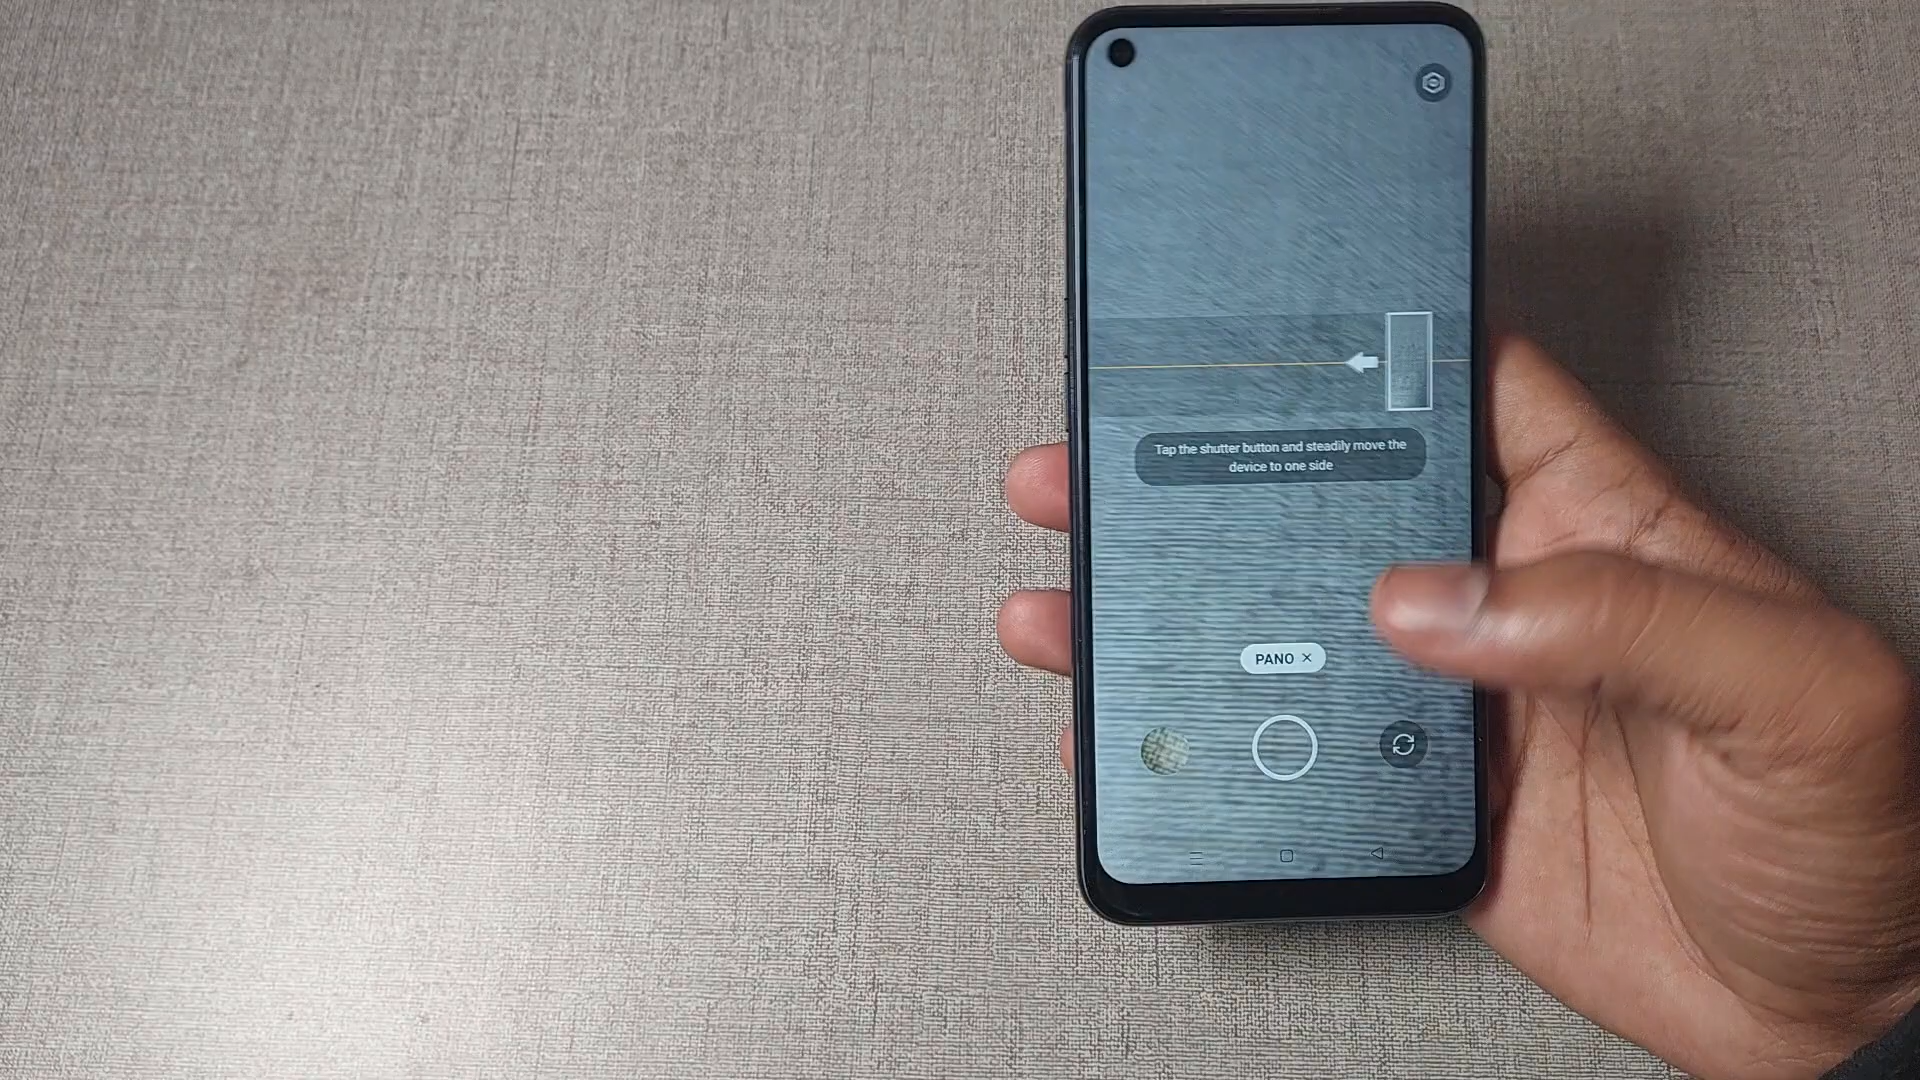 Tap the shutter button and steadily move the
device to one side
PANO ×